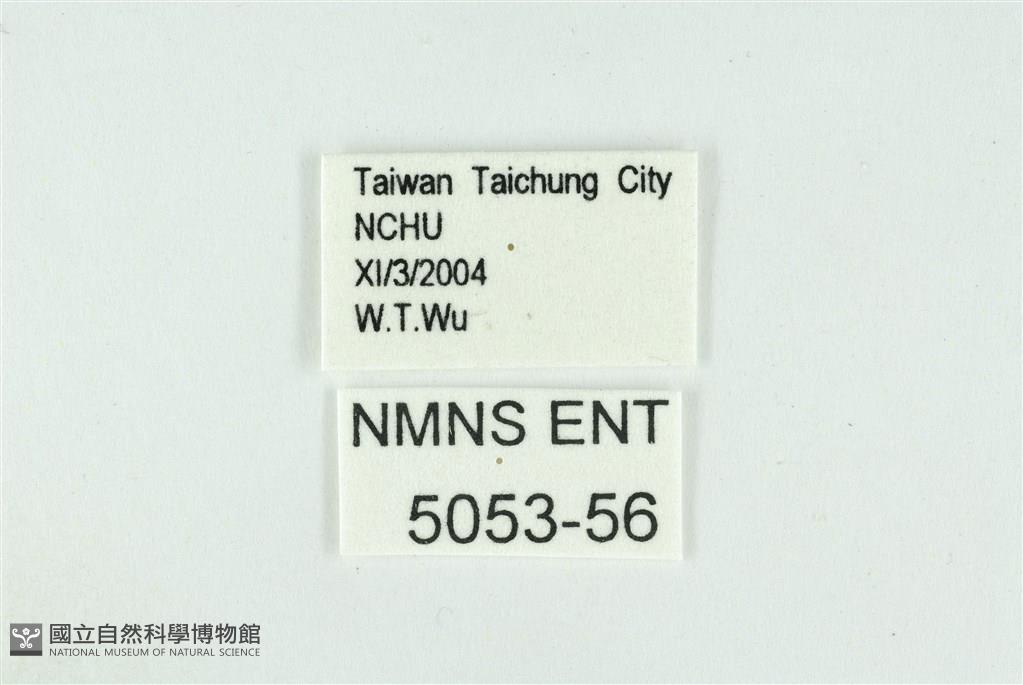 Taiwan Taichung City
NCHU
XI/3/2004
W.T.Wu
NMNS ENT
5053-56
國立自然科學博物館
NATIONAL MUSEUM OF NATURAL SCIENCE